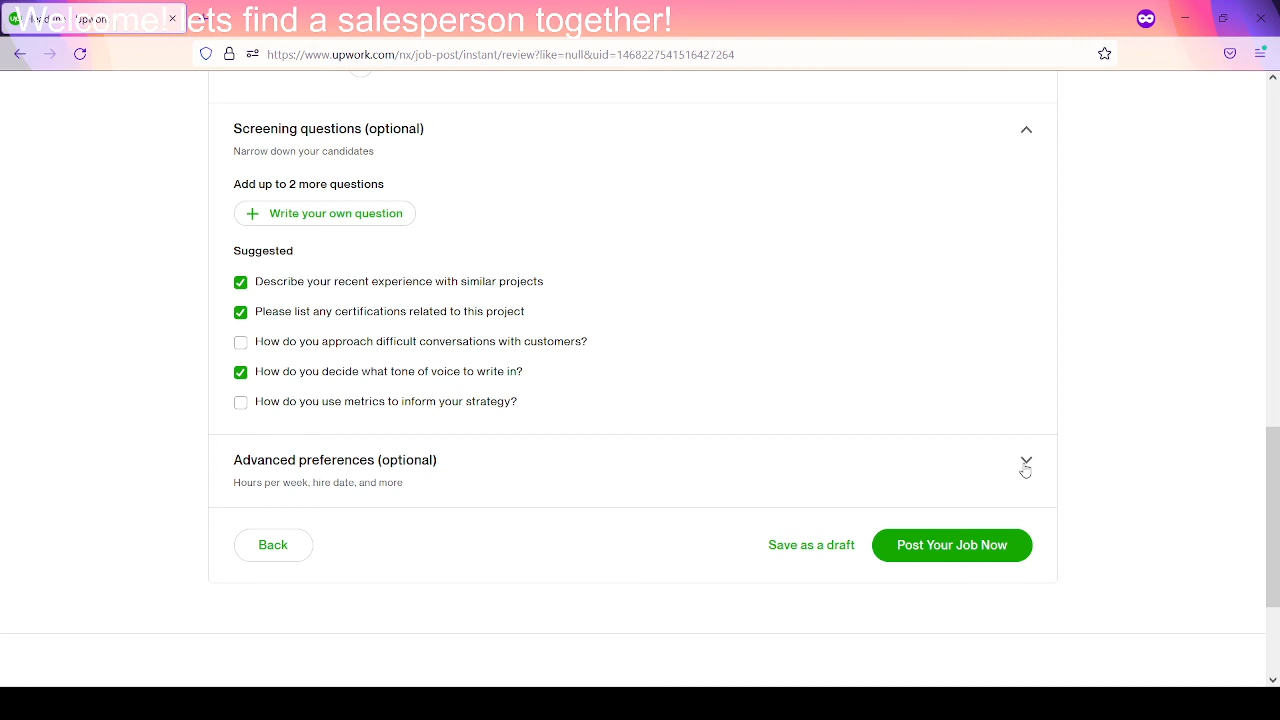 Welcome! lets find a salesperson together!
https://www.upwork.com/nx/job-post/instant/review?like=null&uid=1468227541516427264
Screening questions (optional)
Narrow down your candidates
Add up to 2 more questions
+ Write your own question
Suggested
Describe your recent experience with similar projects
Please list any certifications related to this project
How do you approach difficult conversations with customers?
How do you decide what tone of voice to write in?
How do you use metrics to inform your strategy?
Advanced preferences (optional)
Hours per week, hire date, and more
Back
Save as a draft
Post Your Job Now